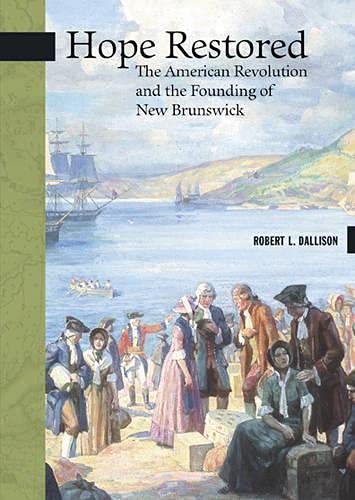 Hope Restored
The American Revolution
and the Founding of
New Brunswick
ROBERT L. DALLISON